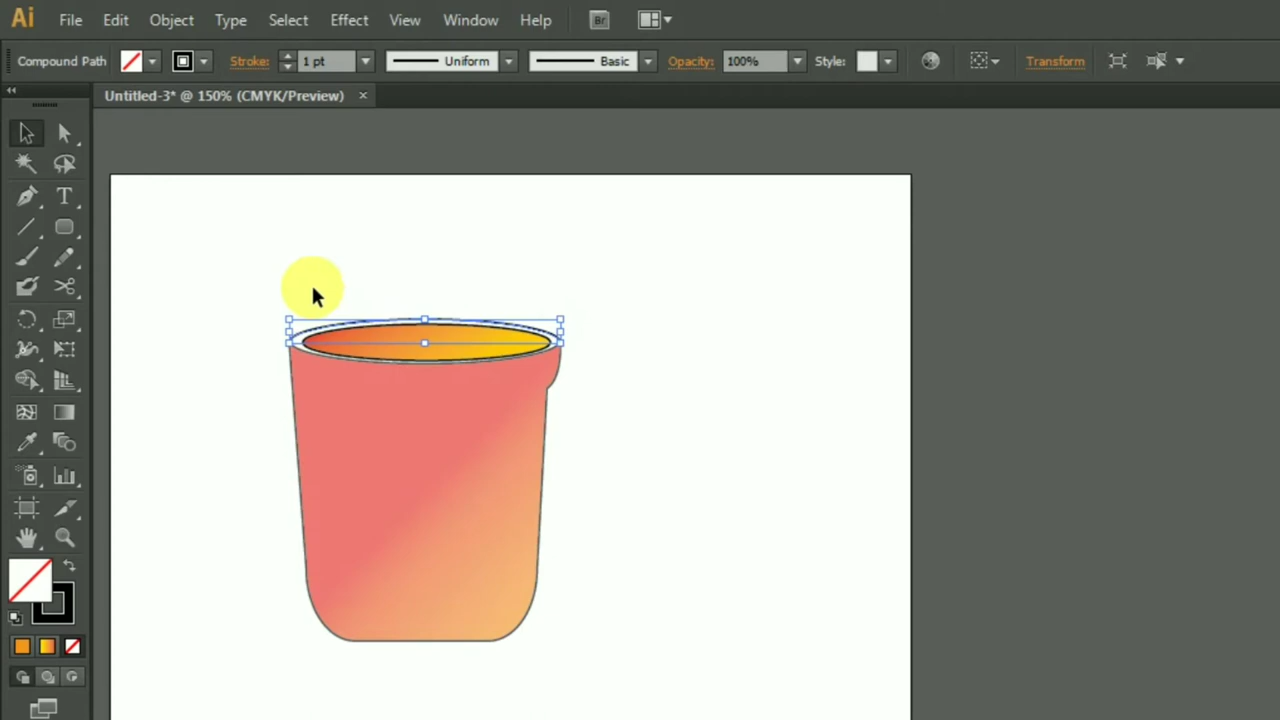 Ai File Edit Object Type Select Effect View Window Help Br
Compound Path Stroke: 1 pt Uniform Basic Opacity: 100% Style: Transform
Untitled-3* @ 150% (CMYK/Preview) ×
T